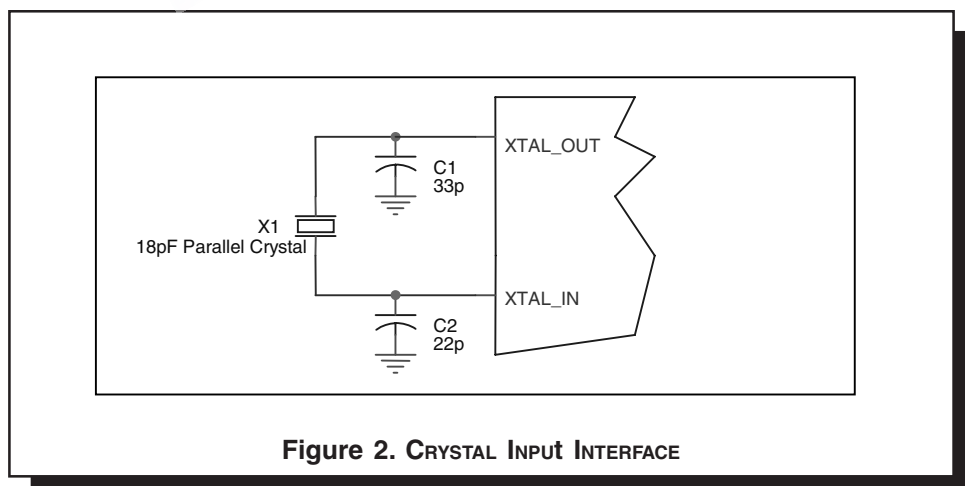 XTAL_OUT
C1
33p
X1
18pF Parallel Crystal
XTAL_IN
C2
22p
Figure 2. CRYSTAL INPUt INTERFACE